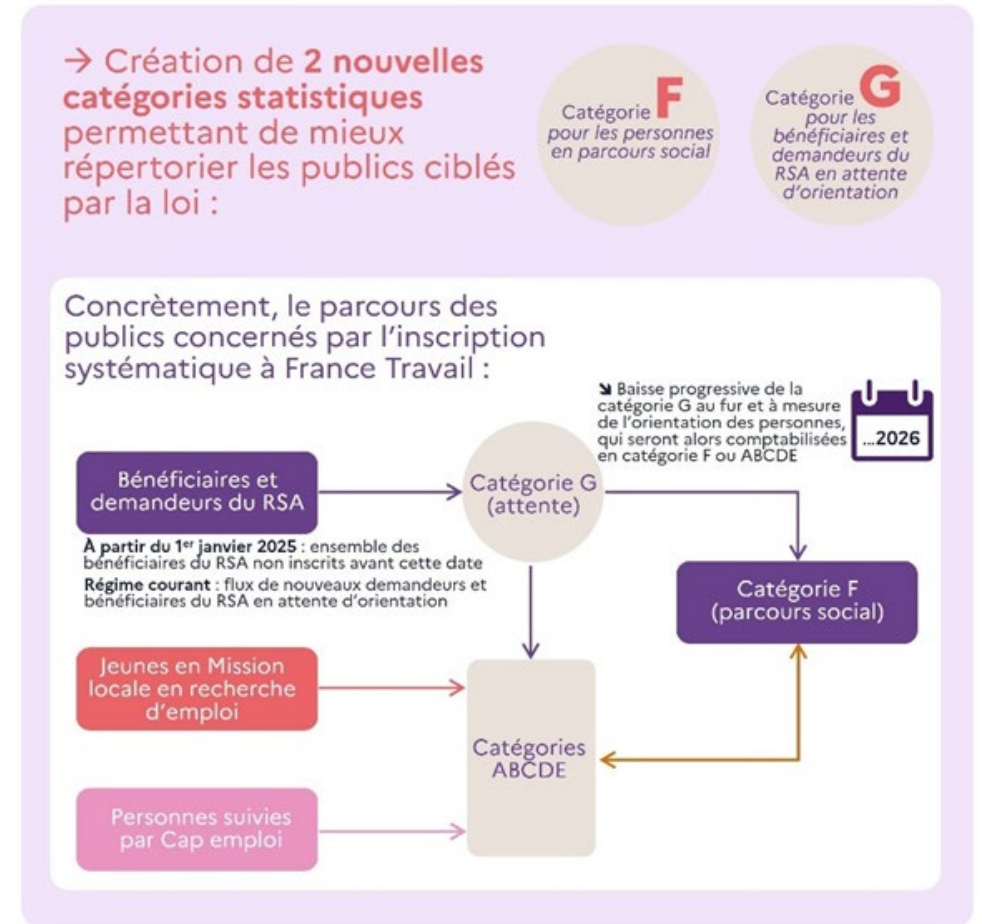 → Création de 2 nouvelles
catégories statistiques
permettant de mieux
répertorier les publics ciblés
par la loi :
Catégorie F
pour les personnes
en parcours social
Catégorie G
pour les
bénéficiaires et
demandeurs du
RSA en attente
d'orientation
Concrètement, le parcours des
publics concernés par l'inscription
systématique à France Travail :
↘ Baisse progressive de la
catégorie G au fur et à mesure
de l'orientation des personnes,
qui seront alors comptabilisées
en catégorie F ou ABCDE
...2026
Bénéficiaires et
demandeurs du RSA
Catégorie G
(attente)
À partir du 1er janvier 2025 : ensemble des
bénéficiaires du RSA non inscrits avant cette date
Régime courant : flux de nouveaux demandeurs et
bénéficiaires du RSA en attente d'orientation
Catégorie F
(parcours social)
Jeunes en Mission
locale en recherche
d'emploi
Catégories
ABCDE
Personnes suivies
par Cap emploi